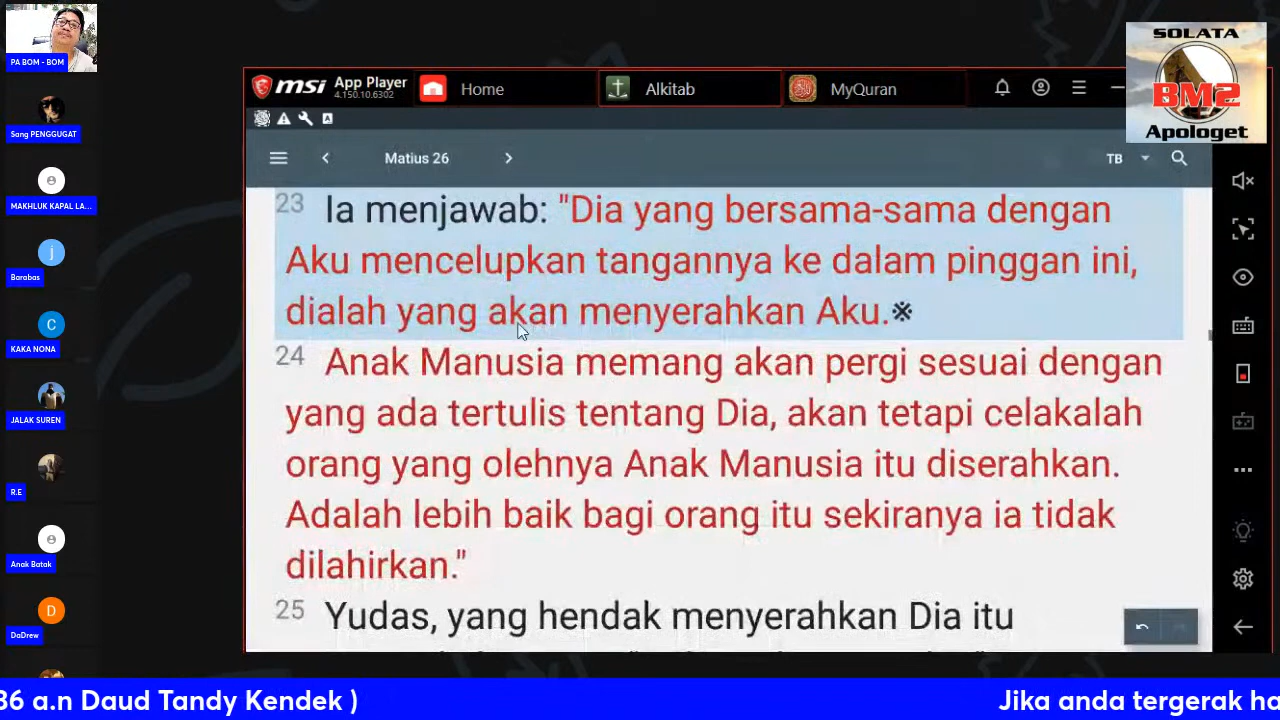 PA BOM - BOM
Sang PENGGUGAT
MAKHLUK KAPAL LA...
j
Barabas
C
KAKA NONA
JALAK SUREN
R.E
Anak Batak
D
DaDrew
msi App Player
4.150.10.6302
Home
Alkitab
MyQuran
SOLATA
BM2
Apologet
Matius 26
TB
23 Ia menjawab: "Dia yang bersama-sama dengan
Aku mencelupkan tangannya ke dalam pinggan ini,
dialah yang akan menyerahkan Aku.※
24 Anak Manusia memang akan pergi sesuai dengan
yang ada tertulis tentang Dia, akan tetapi celakalah
orang yang olehnya Anak Manusia itu diserahkan.
Adalah lebih baik bagi orang itu sekiranya ia tidak
dilahirkan."
25 Yudas, yang hendak menyerahkan Dia itu
36 a.n Daud Tandy Kendek )
Jika anda tergerak ha